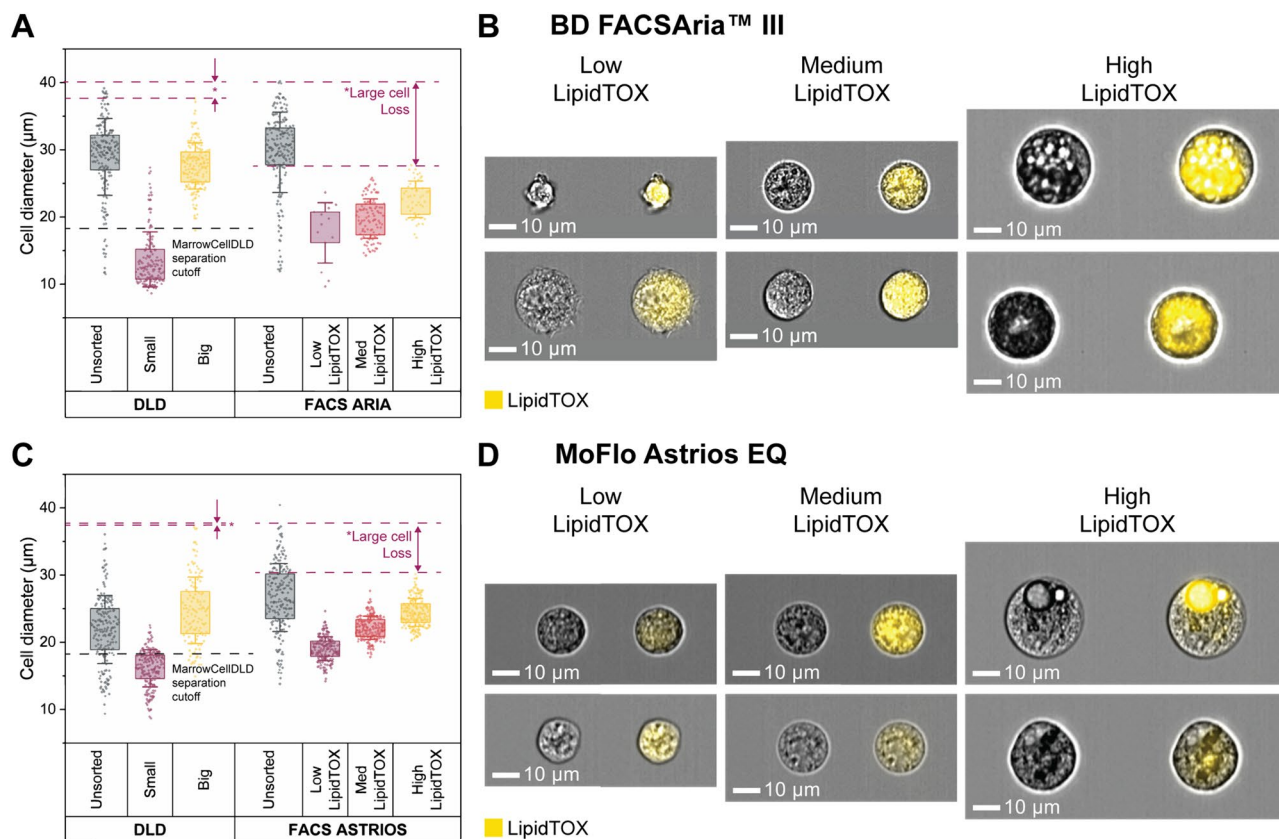 A
Cell diameter (µm)
40
30
20
10
*
*Large cell
Loss
MarrowCellDLD
separation
cutoff
Unsorted
Small
Big
Unsorted
Low
LipidTOX
Med
LipidTOX
High
LipidTOX
DLD
FACS ARIA
B
BD FACSAria™ III
Low
LipidTOX
Medium
LipidTOX
High
LipidTOX
10 µm
10 µm
10 µm
10 µm
10 µm
10 µm
LipidTOX
C
Cell diameter (µm)
40
30
20
10
*
*Large cell
Loss
MarrowCellDLD
separation
cutoff
Unsorted
Small
Big
Unsorted
Low
LipidTOX
Med
LipidTOX
High
LipidTOX
DLD
FACS ASTRIOS
D
MoFlo Astrios EQ
Low
LipidTOX
Medium
LipidTOX
High
LipidTOX
10 µm
10 µm
10 µm
10 µm
10 µm
10 µm
LipidTOX